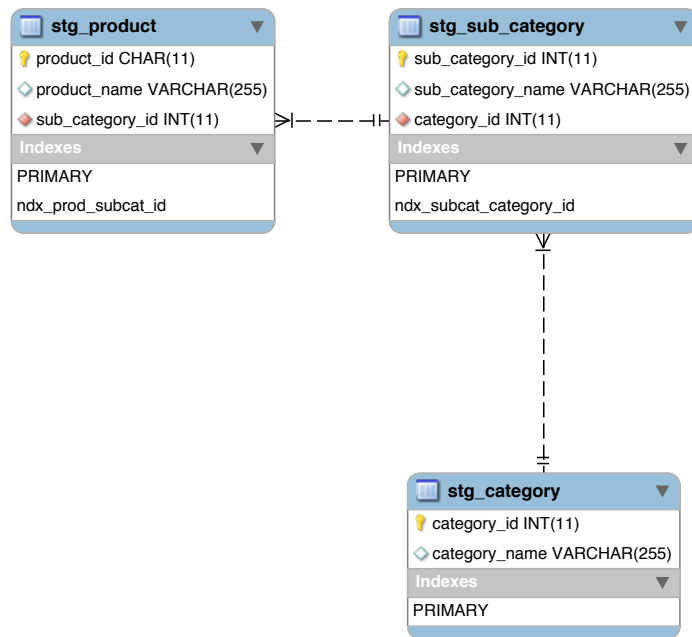 stg_product
product_id CHAR(11)
product_name VARCHAR(255)
sub_category_id INT(11)
Indexes
PRIMARY
ndx_prod_subcat_id
stg_sub_category
sub_category_id INT(11)
sub_category_name VARCHAR(255)
category_id INT(11)
Indexes
PRIMARY
ndx_subcat_category_id
stg_category
category_id INT(11)
category_name VARCHAR(255)
Indexes
PRIMARY